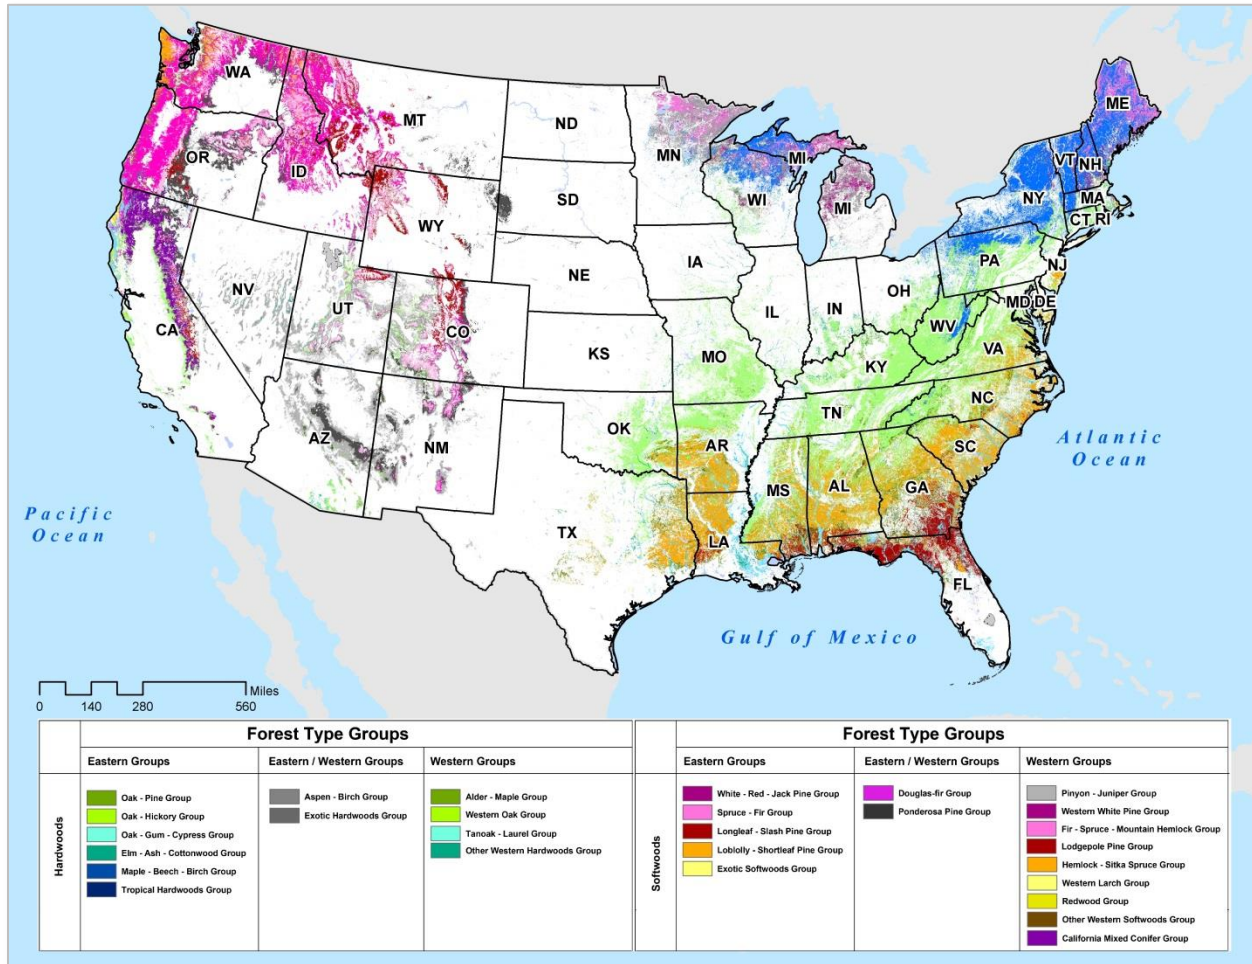 WA
MT
ND
MN
ME
OR
ID
SD
WI
MI
MI
VT
NH
NY
MA
CT
RI
WY
NV
UT
CO
NE
IA
IL
IN
OH
PA
NJ
MD
DE
WV
CA
KS
MO
KY
VA
AZ
NM
OK
AR
TN
NC
SC
TX
LA
MS
AL
GA
FL
Pacific
Ocean
Atlantic
Ocean
Gulf of Mexico
Miles
0 140 280 560
Hardwoods
Forest Type Groups
Eastern Groups
Oak - Pine Group
Oak - Hickory Group
Oak - Gum - Cypress Group
Elm - Ash - Cottonwood Group
Maple - Beech - Birch Group
Tropical Hardwoods Group
Eastern / Western Groups
Aspen - Birch Group
Exotic Hardwoods Group
Western Groups
Alder - Maple Group
Western Oak Group
Tanoak - Laurel Group
Other Western Hardwoods Group
Softwoods
Forest Type Groups
Eastern Groups
White - Red - Jack Pine Group
Spruce - Fir Group
Longleaf - Slash Pine Group
Loblolly - Shortleaf Pine Group
Exotic Softwoods Group
Eastern / Western Groups
Douglas-fir Group
Ponderosa Pine Group
Western Groups
Pinyon - Juniper Group
Western White Pine Group
Fir - Spruce - Mountain Hemlock Group
Lodgepole Pine Group
Hemlock - Sitka Spruce Group
Western Larch Group
Redwood Group
Other Western Softwoods Group
California Mixed Conifer Group